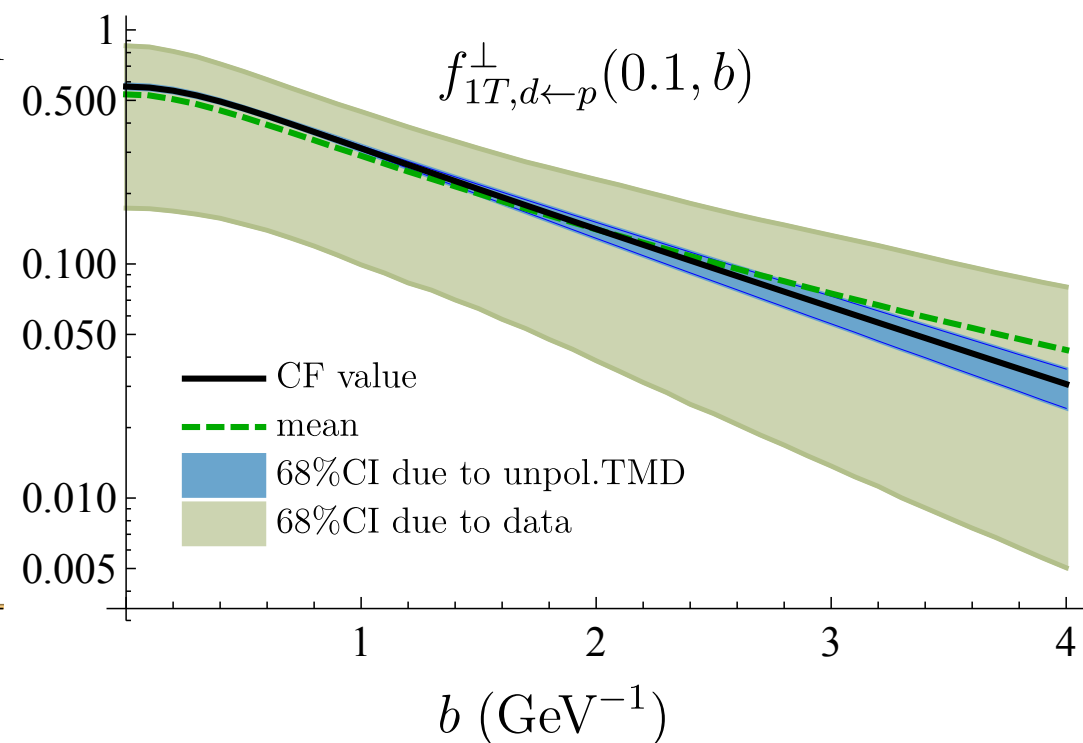 1
0.500
0.100
0.050
0.010
0.005
f⊥1T,d←p(0.1, b)
CF value
mean
68%CI due to unpol.TMD
68%CI due to data
1 2 3 4
b (GeV⁻¹)